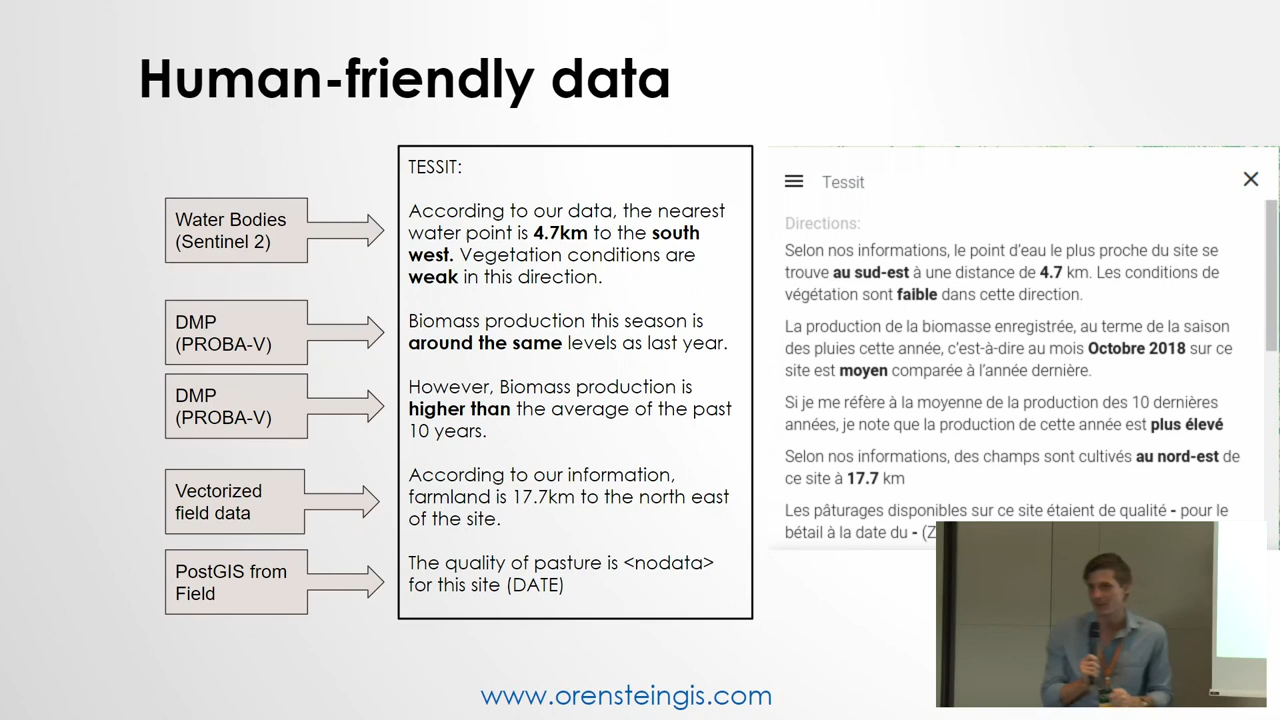 Human-friendly data
Water Bodies
(Sentinel 2)
DMP
(PROBA-V)
DMP
(PROBA-V)
Vectorized
field data
PostGIS from
Field
TESSIT:
According to our data, the nearest
water point is 4.7km to the south
west. Vegetation conditions are
weak in this direction.
Biomass production this season is
around the same levels as last year.
However, Biomass production is
higher than the average of the past
10 years.
According to our information,
farmland is 17.7km to the north east
of the site.
The quality of pasture is <nodata>
for this site (DATE)
Tessit
Directions:
Selon nos informations, le point d'eau le plus proche du site se
trouve au sud-est à une distance de 4.7 km. Les conditions de
végétation sont faible dans cette direction.
La production de la biomasse enregistrée, au terme de la saison
des pluies cette année, c'est-à-dire au mois Octobre 2018 sur ce
site est moyen comparée à l'année dernière.
Si je me réfère à la moyenne de la production des 10 dernières
années, je note que la production de cette année est plus élevé
Selon nos informations, des champs sont cultivés au nord-est de
ce site à 17.7 km
Les pâturages disponibles sur ce site étaient de qualité - pour le
bétail à la date du - (Z
www.orensteingis.com